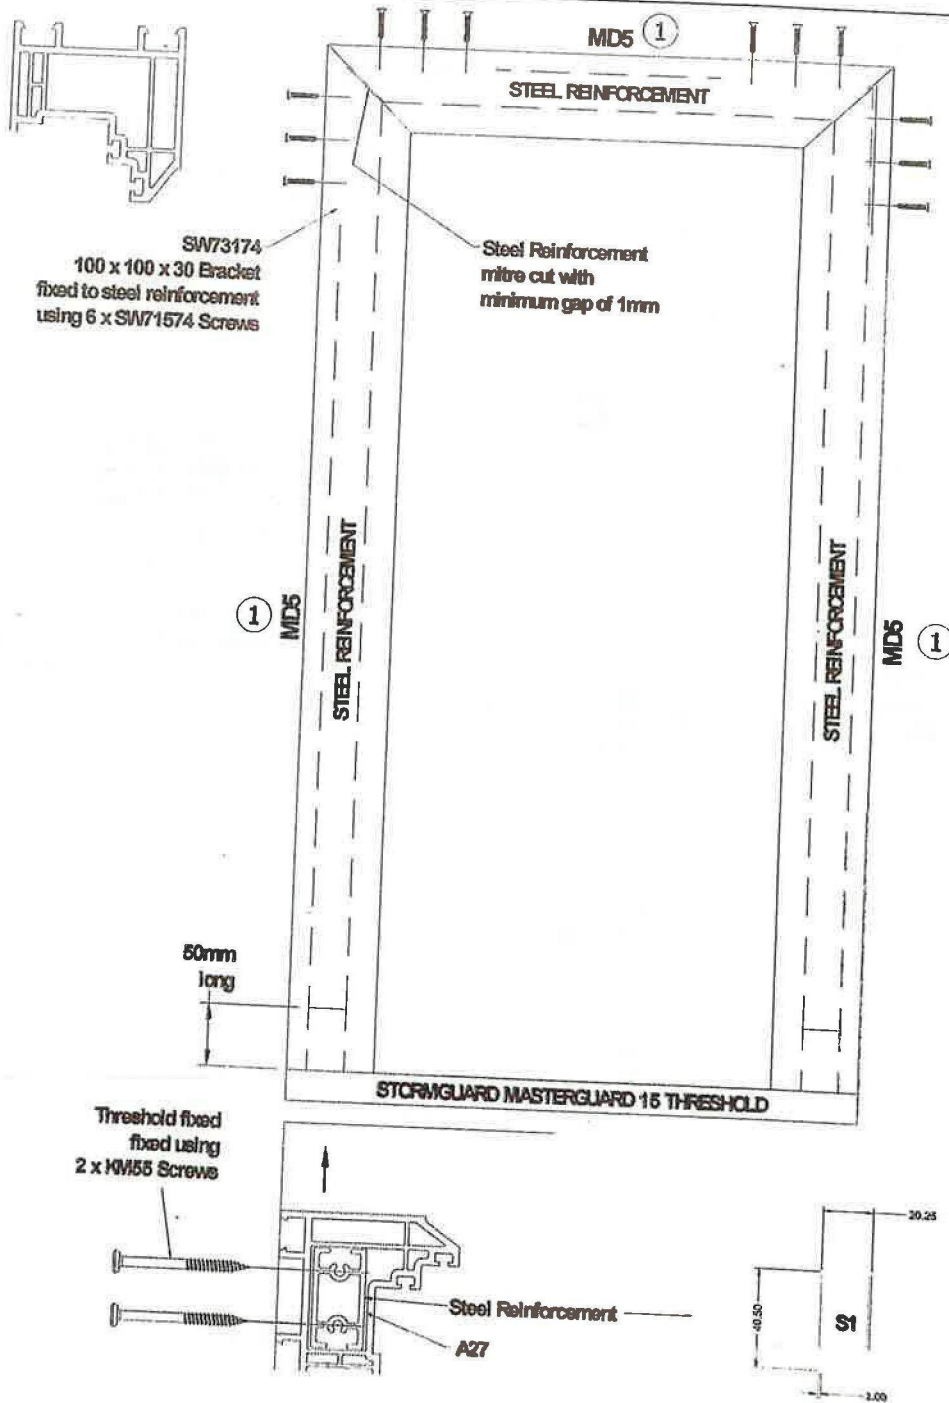 MD5 1
STEEL REINFORCEMENT
SW73174
100 x 100 x 30 Bracket
fixed to steel reinforcement
using 6 x SW71574 Screws
Steel Reinforcement
mitre cut with
minimum gap of 1mm
STEEL REINFORCEMENT
1 MD5
STEEL REINFORCEMENT
MD5 1
50mm
long
STORMGUARD MASTERGUARD 15 THRESHOLD
Threshold fixed
fixed using
2 x KM55 Screws
Steel Reinforcement
A27
20.25
40.50
S1
2.00